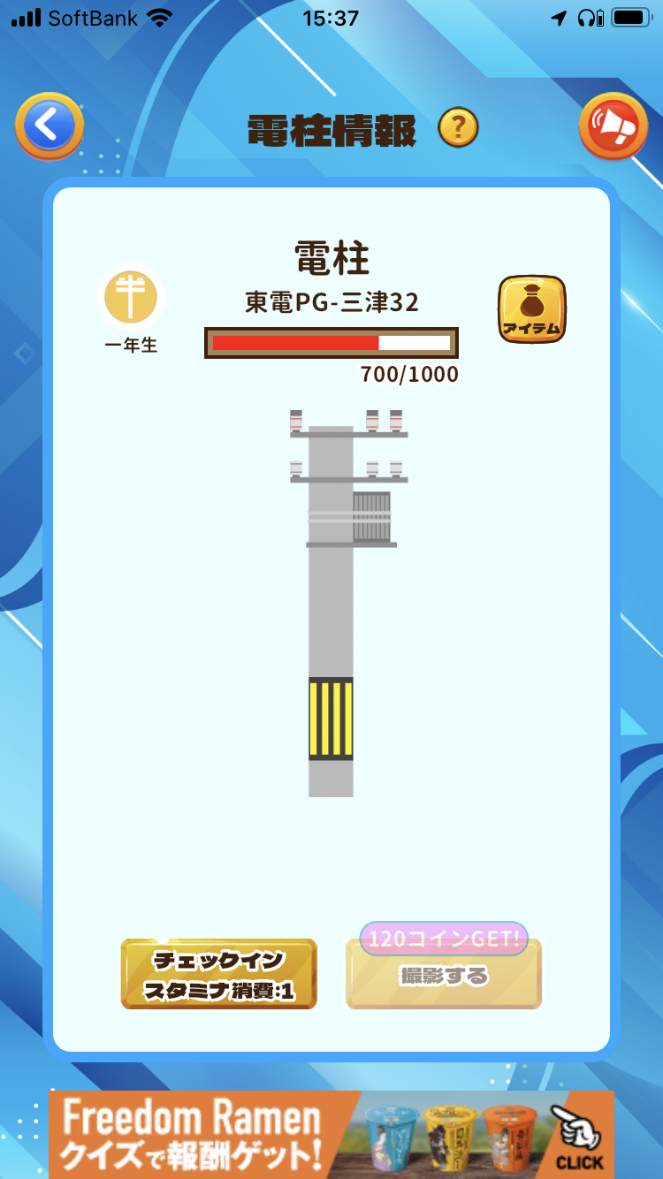 SoftBank 15:37
電柱情報 ?
電柱
東電PG-三津32
一年生
アイテム
700/1000
120コインGET!
チェックイン
スタミナ消費:1
撮影する
Freedom Ramen
クイズで報酬ゲット!
CLICK